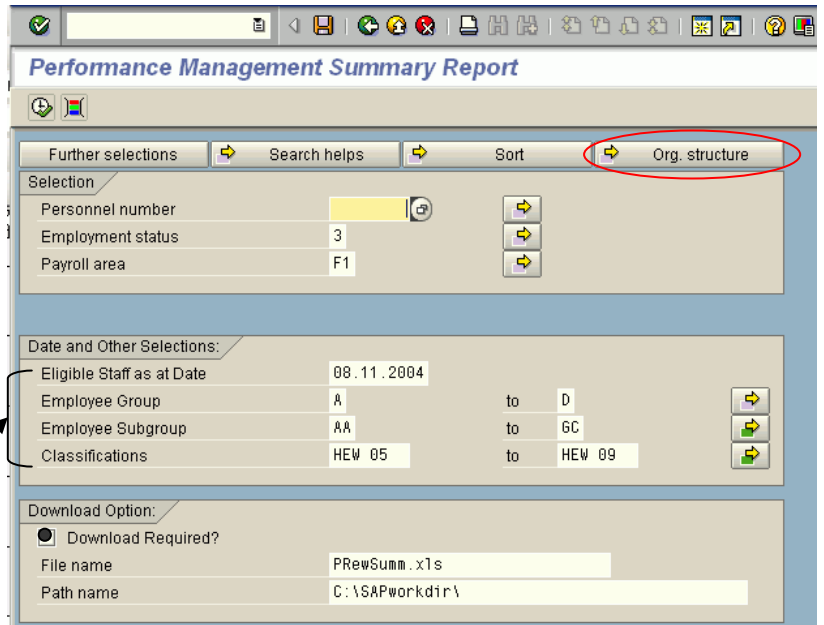 Performance Management Summary Report
Further selections Search helps Sort Org. structure
Selection
Personnel number
Employment status 3
Payroll area F1
Date and Other Selections:
Eligible Staff as at Date 08.11.2004
Employee Group A to D
Employee Subgroup AA to GC
Classifications HEW 05 to HEW 09
Download Option:
Download Required?
File name PRewSumm.xls
Path name C:\SAPworkdir\